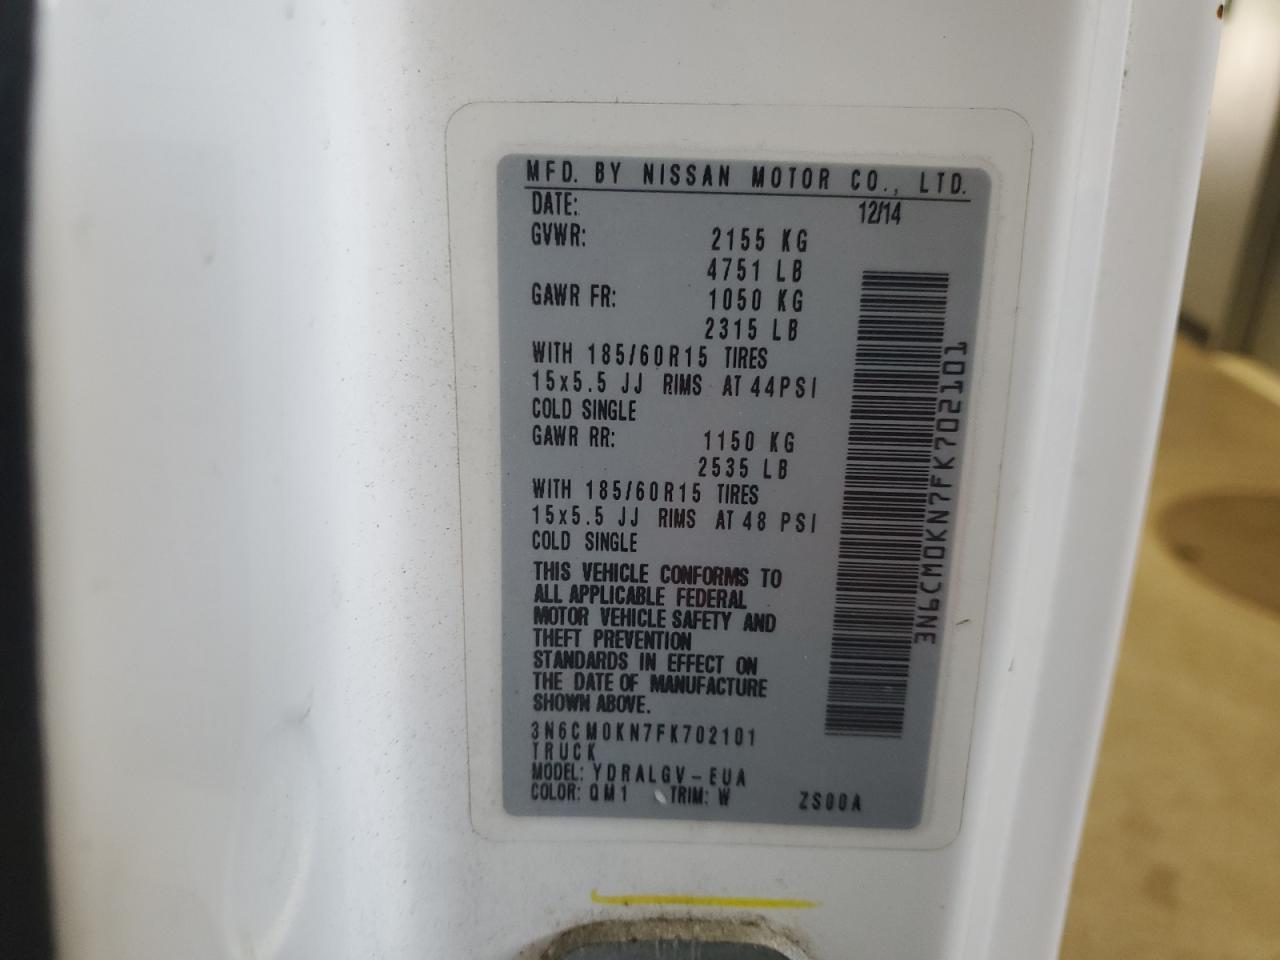 MFD. BY NISSAN MOTOR CO., LTD.
DATE: 12/14
GVWR: 2155 KG
4751 LB
GAWR FR: 1050 KG
2315 LB
WITH 185/60R15 TIRES
15x5.5 JJ RIMS AT 44PSI
COLD SINGLE
GAWR RR: 1150 KG
2535 LB
WITH 185/60R15 TIRES
15x5.5 JJ RIMS AT 48 PSI
COLD SINGLE
THIS VEHICLE CONFORMS TO
ALL APPLICABLE FEDERAL
MOTOR VEHICLE SAFETY AND
THEFT PREVENTION
STANDARDS IN EFFECT ON
THE DATE OF MANUFACTURE
SHOWN ABOVE.
3N6CM0KN7FK702101
TRUCK
MODEL: YDRALGV-EUA
COLOR: QM1 TRIM: W ZS00A
3N6CM0KN7FK702101